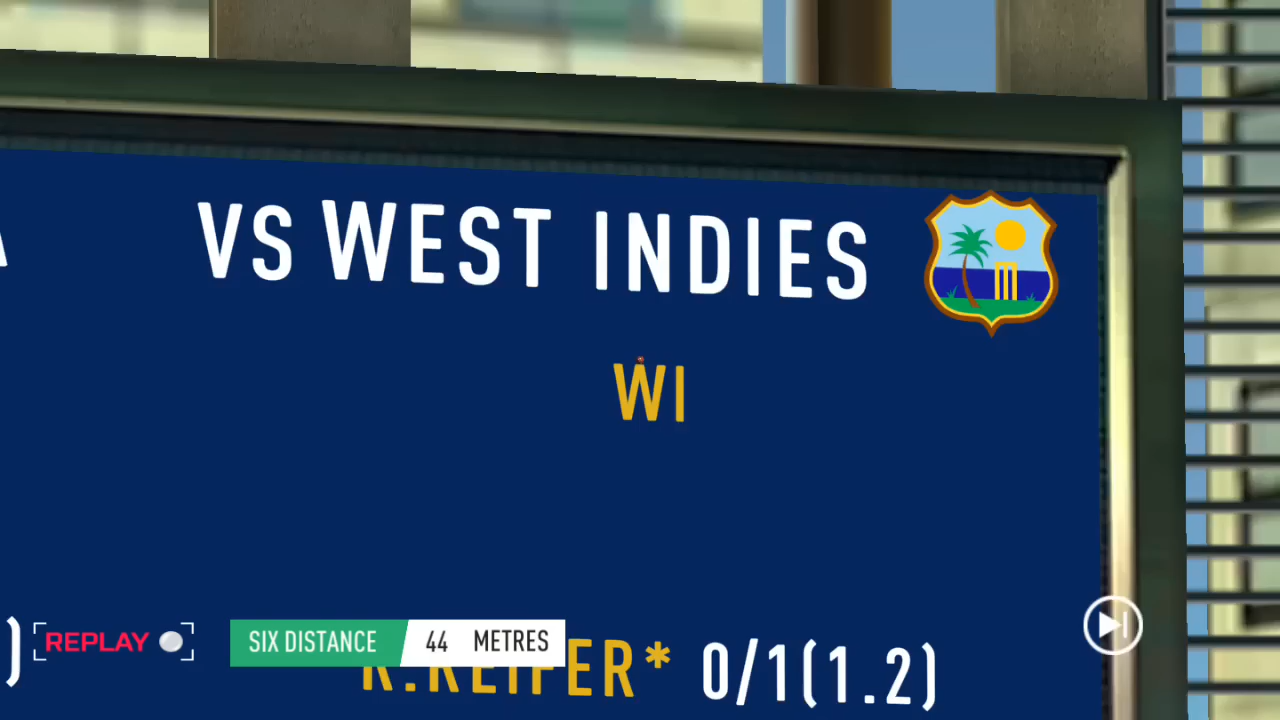 VS WEST INDIES
WI
REPLAY
SIX DISTANCE 44 METRES
0/1(1.2)